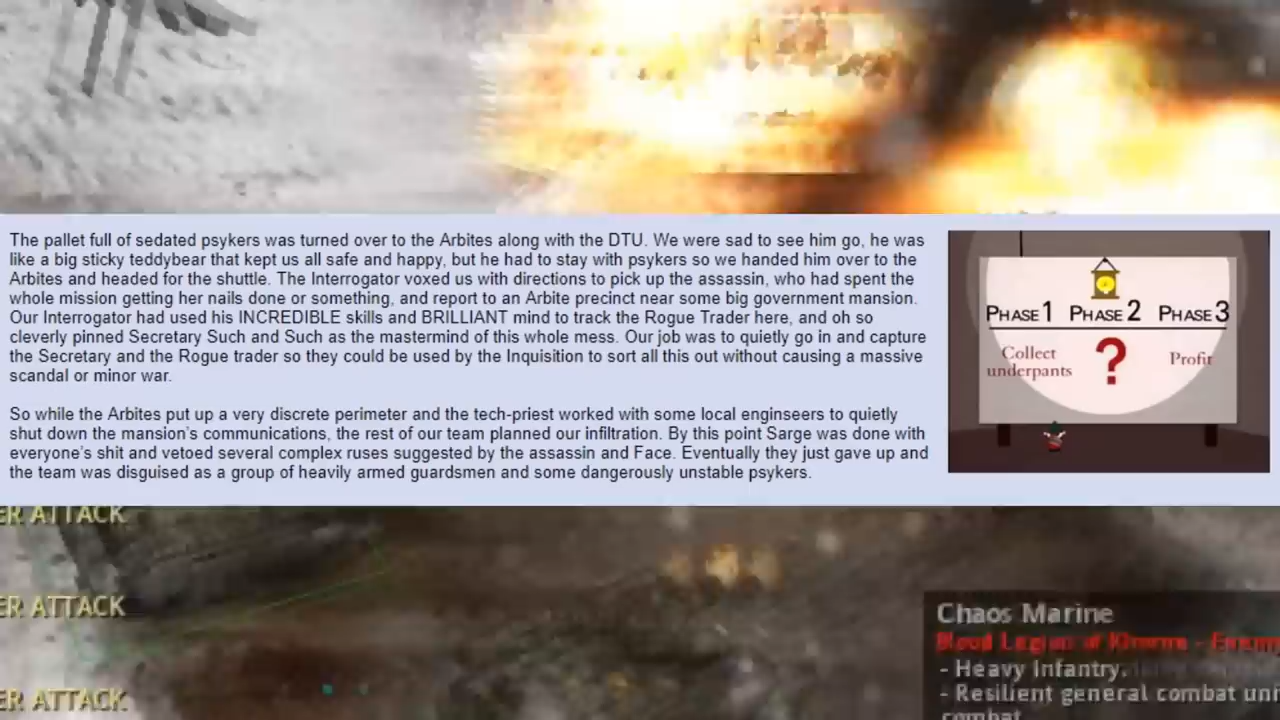 The pallet full of sedated psykers was turned over to the Arbites along with the DTU. We were sad to see him go, he was
like a big sticky teddybear that kept us all safe and happy, but he had to stay with psykers so we handed him over to the
Arbites and headed for the shuttle. The Interrogator voxed us with directions to pick up the assassin, who had spent the
whole mission getting her nails done or something, and report to an Arbite precinct near some big government mansion.
Our Interrogator had used his INCREDIBLE skills and BRILLIANT mind to track the Rogue Trader here, and oh so
cleverly pinned Secretary Such and Such as the mastermind of this whole mess. Our job was to quietly go in and capture
the Secretary and the Rogue trader so they could be used by the Inquisition to sort all this out without causing a massive
scandal or minor war.
So while the Arbites put up a very discrete perimeter and the tech-priest worked with some local engineers to quietly
shut down the mansion's communications, the rest of our team planned our infiltration. By this point Sarge was done with
everyone's shit and vetoed several complex ruses suggested by the assassin and Face. Eventually they just gave up and
the team was disguised as a group of heavily armed guardsmen and some dangerously unstable psykers.
PHASE 1 PHASE 2 PHASE 3
Collect
underpants
?
Profit
ER ATTACK
ER ATTACK
ER ATTACK
Chaos Marine
Blood Legion of Khorne - Enemy
- Heavy Infantry.
- Resilient general combat uni
combat